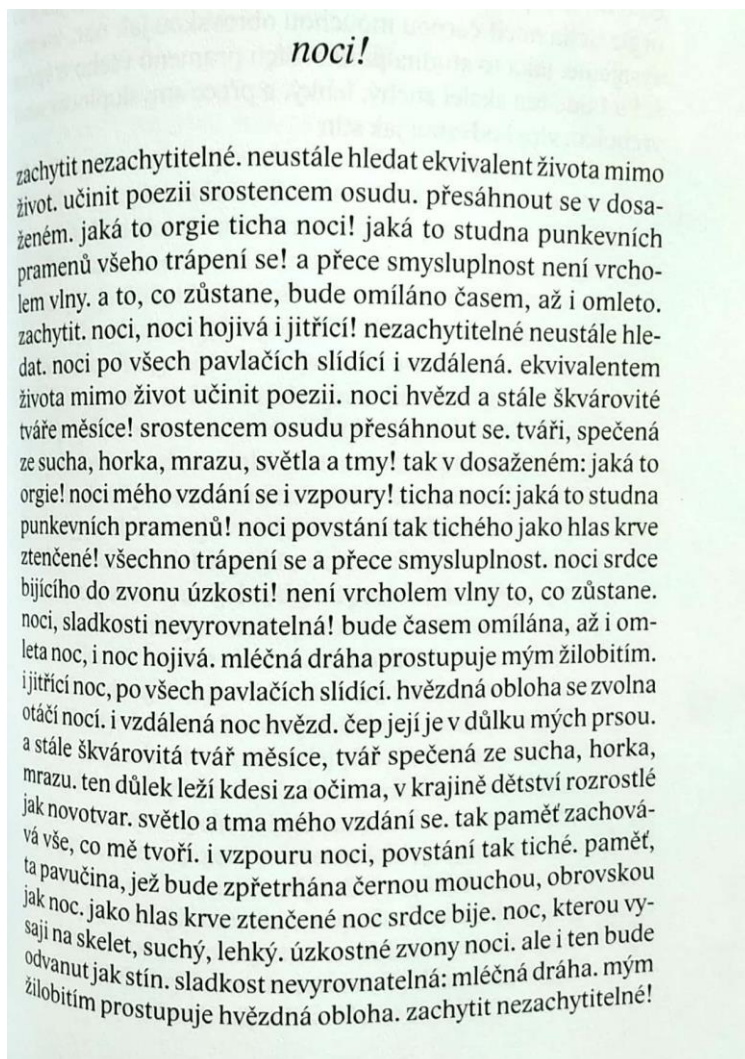 noci!
zachytit nezachytitelné. neustále hledat ekvivalent života mimo
život. učinit poezii srostencem osudu. přesáhnout se v dosa-
ženém. jaká to orgie ticha noci! jaká to studna punkevních
pramenů všeho trápení se! a přece smysluplnost není vrcho-
lem vlny. a to, co zůstane, bude omíláno časem, až i omleto.
zachytit. noci, noci hojivá i jitřící! nezachytitelné neustále hle-
dat. noci po všech pavlačích slídící i vzdálená. ekvivalentem
života mimo život učinit poezii. noci hvězd a stále škvárovité
tváře měsíce! srostencem osudu přesáhnout se. tváři, spečená
ze sucha, horka, mrazu, světla a tmy! tak v dosaženém: jaká to
orgie! noci mého vzdání se i vzpoury! ticha nocí: jaká to studna
punkevních pramenů! noci povstání tak tichého jako hlas krve
ztenčené! všechno trápení se a přece smysluplnost. noci srdce
bijícího do zvonu úzkosti! není vrcholem vlny to, co zůstane.
noci, sladkosti nevyrovnatelná! bude časem omílána, až i om-
leta noc, i noc hojivá. mléčná dráha prostupuje mým žilobitím.
i jitřící noc, po všech pavlačích slídící. hvězdná obloha se zvolna
otáčí nocí. i vzdálená noc hvězd. čep její je v důlku mých prsou.
a stále škvárovitá tvář měsíce, tvář spečená ze sucha, horka,
mrazu. ten důlek leží kdesi za očima, v krajině dětství rozrostlé
jak novotvar. světlo a tma mého vzdání se. tak paměť zachová-
vá vše, co mě tvoří. i vzpouru noci, povstání tak tiché. paměť,
ta pavučina, jež bude zpřetrhána černou mouchou, obrovskou
jak noc. jako hlas krve ztenčené noc srdce bije. noc, kterou vy-
saji na skelet, suchý, lehký. úzkostné zvony noci. ale i ten bude
odvanut jak stín. sladkost nevyrovnatelná: mléčná dráha. mým
žilobitím prostupuje hvězdná obloha. zachytit nezachytitelné!